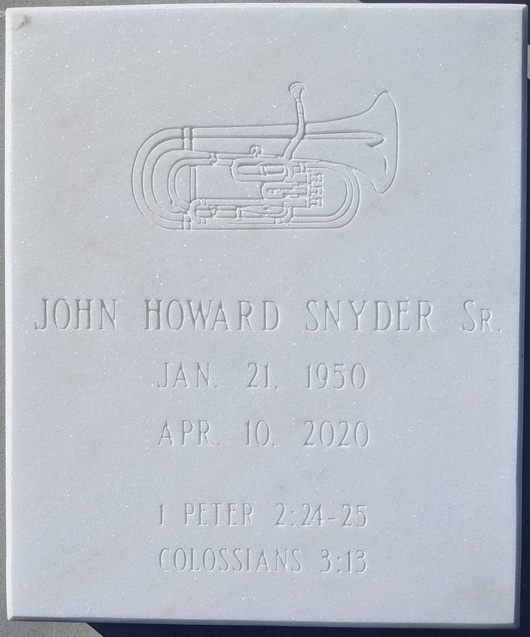 JOHN HOWARD SNYDER SR.
JAN. 21, 1950
APR. 10, 2020
1 PETER 2:24-25
COLOSSIANS 3:13